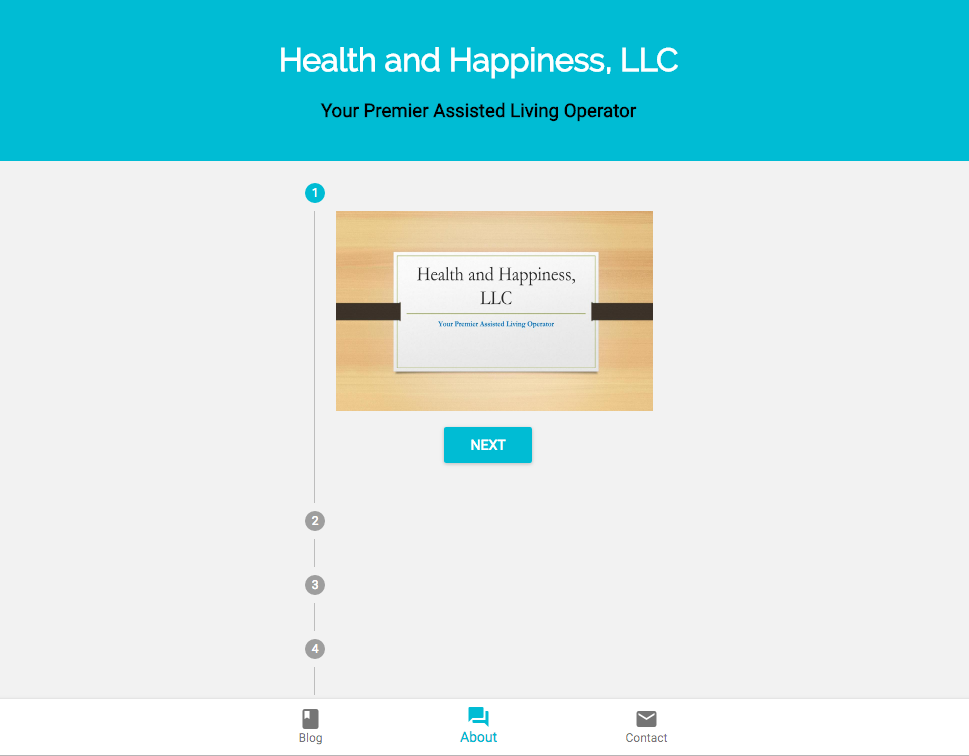 Health and Happiness, LLC
Your Premier Assisted Living Operator
1
Health and Happiness,
LLC
Your Premier Assisted Living Operator
NEXT
2
3
4
Blog
About
Contact